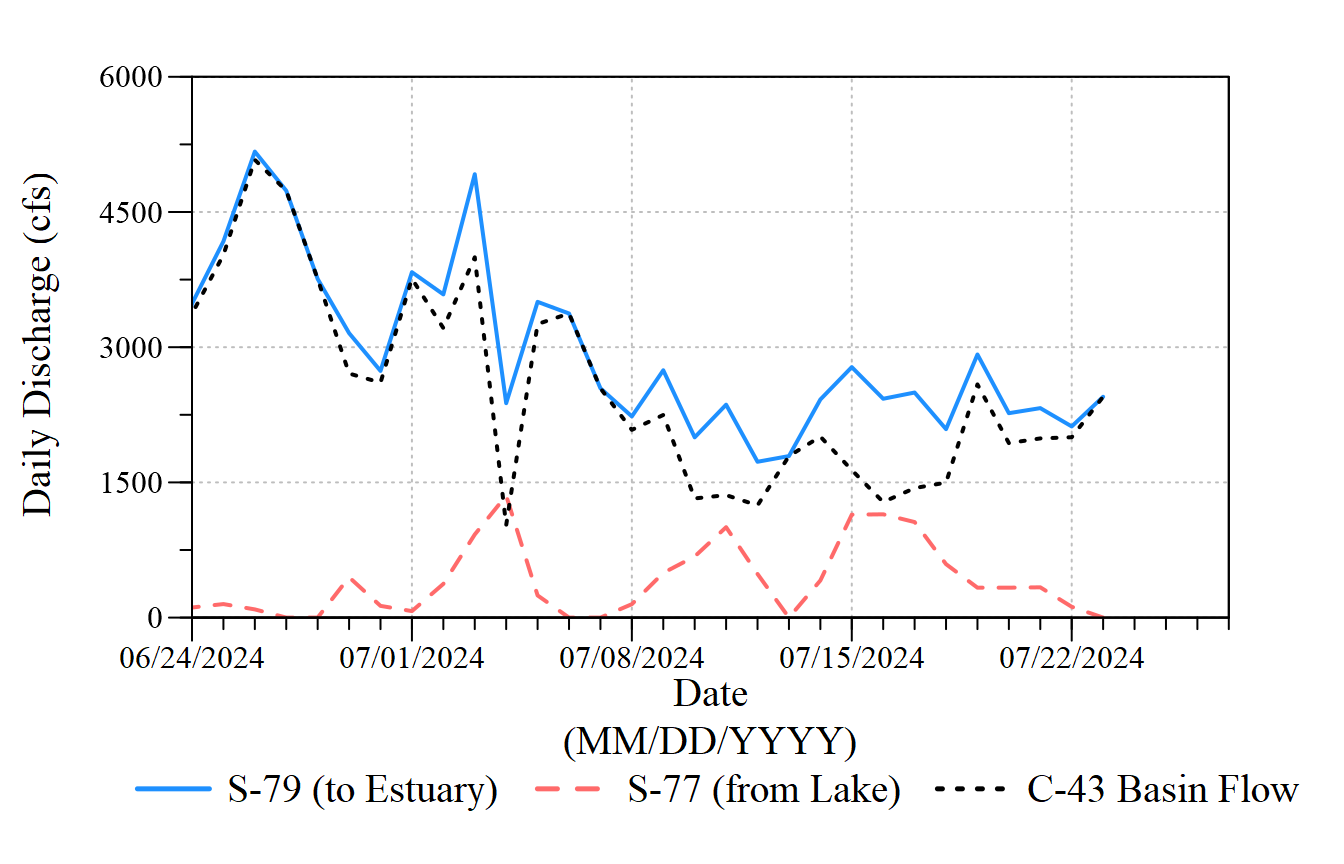 Daily Discharge (cfs)
6000
4500
3000
1500
0
06/24/2024 07/01/2024 07/08/2024 07/15/2024 07/22/2024
Date
(MM/DD/YYYY)
S-79 (to Estuary) S-77 (from Lake) C-43 Basin Flow